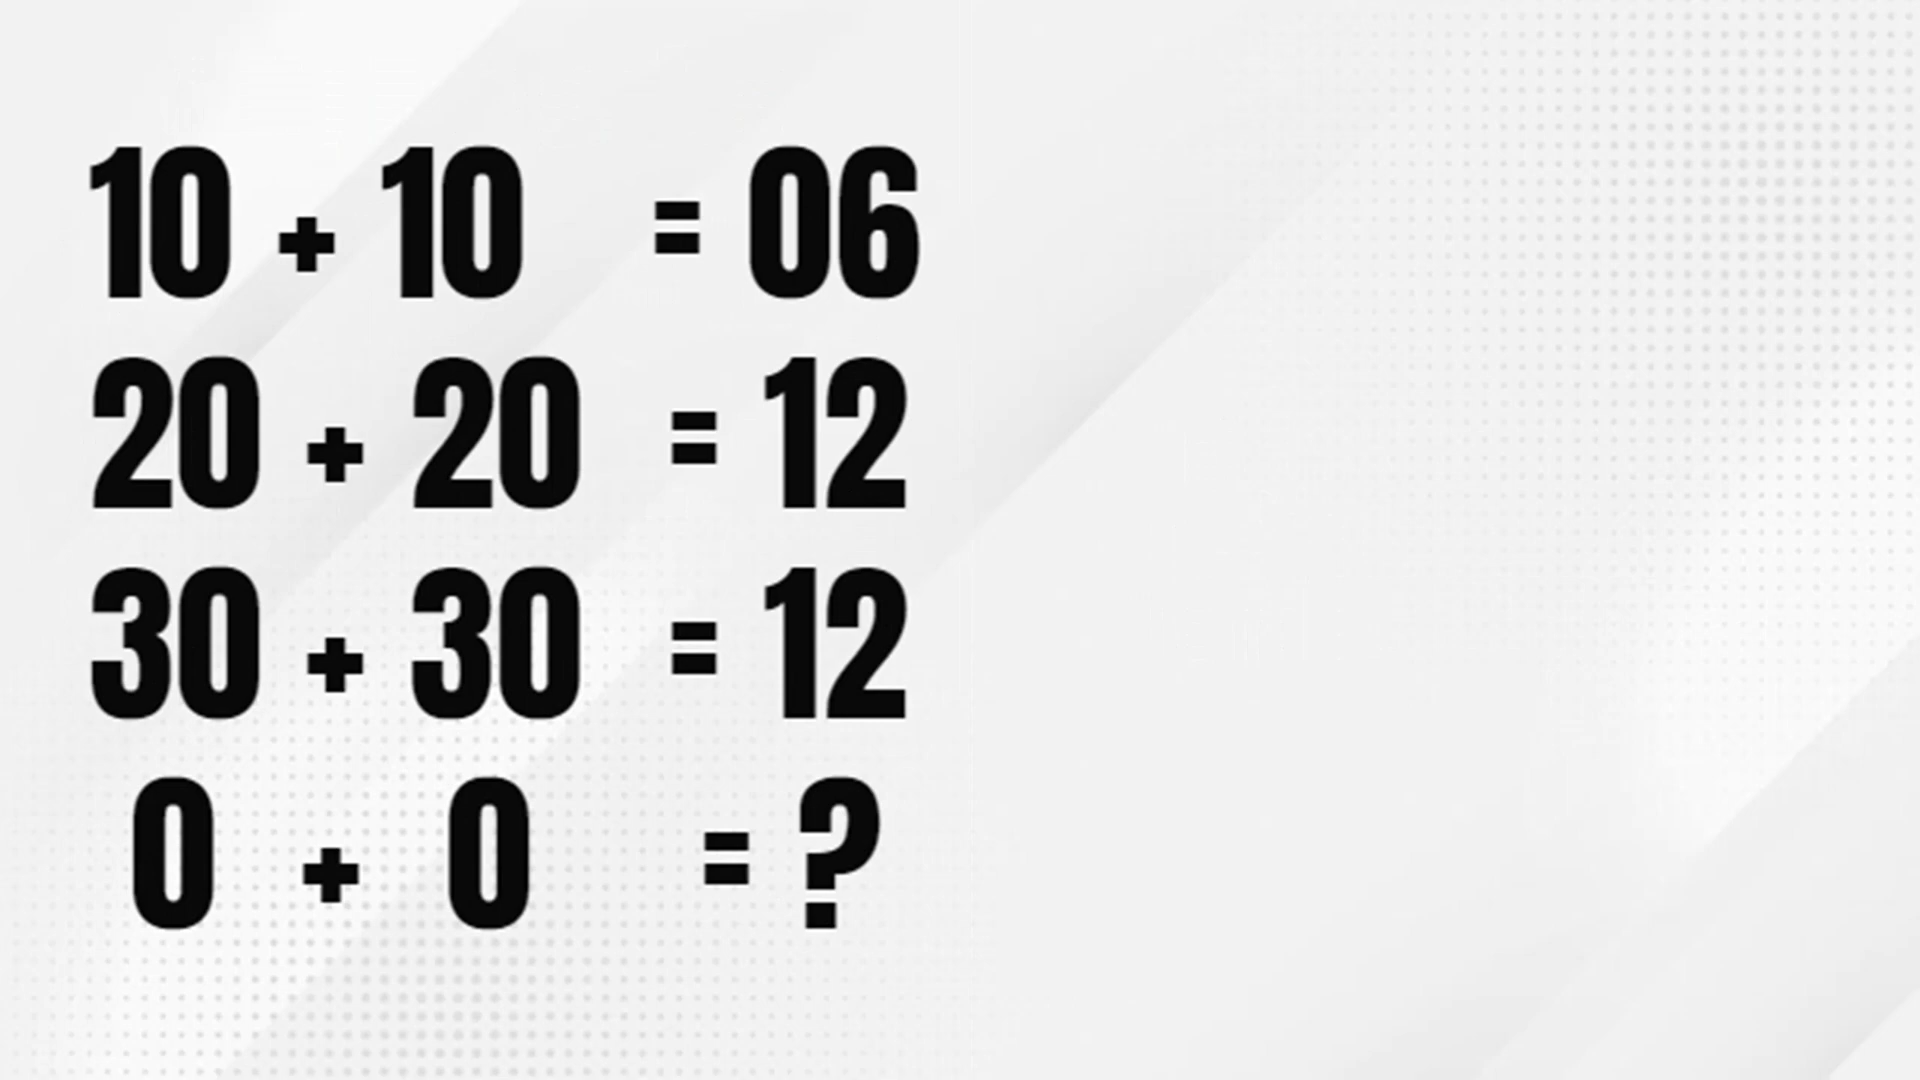 10 + 10 = 06
20 + 20 = 12
30 + 30 = 12
0 + 0 = ?